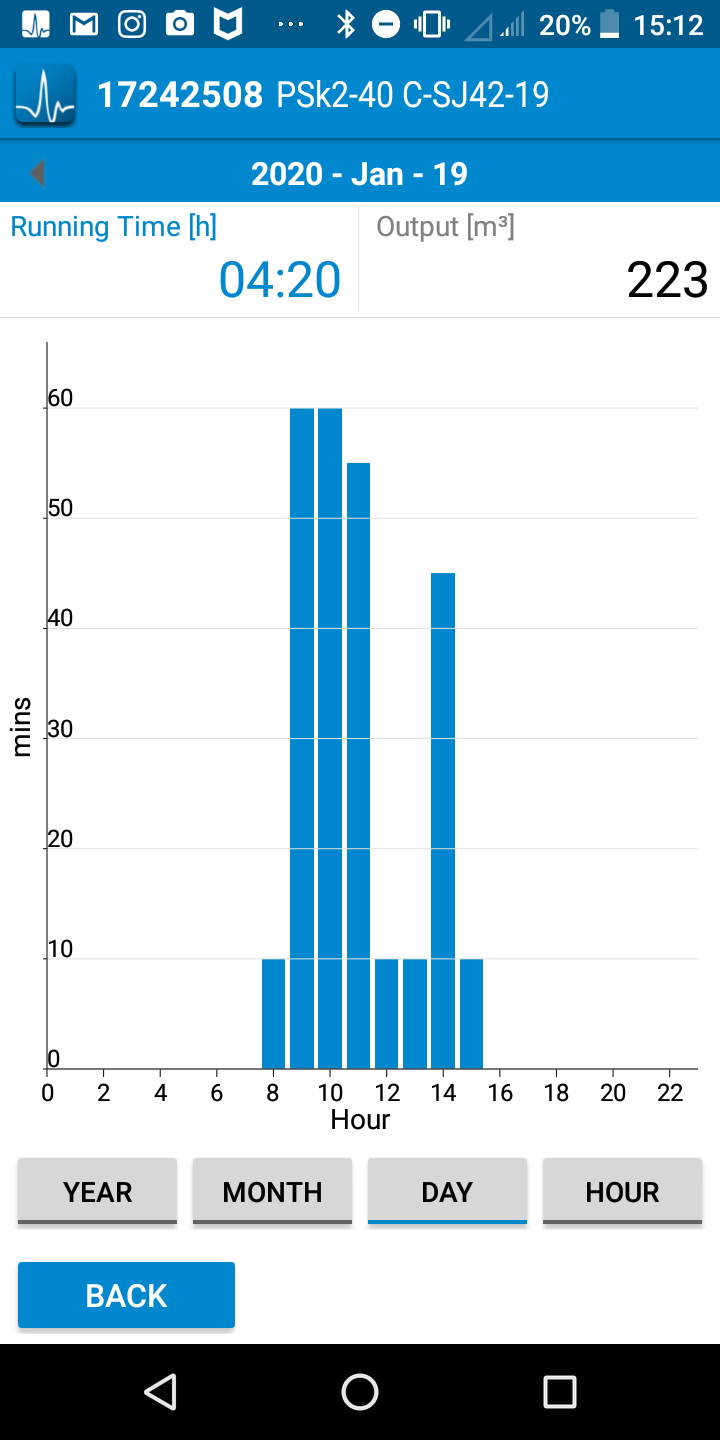 20% 15:12
17242508 PSk2-40 C-SJ42-19
2020 - Jan - 19
Running Time [h] Output [m³]
04:20 223
60
50
40
30
20
10
0
mins
0 2 4 6 8 10 12 14 16 18 20 22
Hour
YEAR MONTH DAY HOUR
BACK